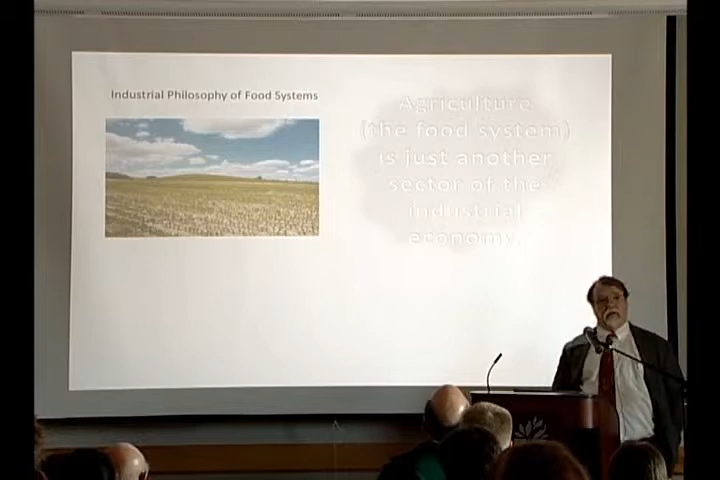 Industrial Philosophy of Food Systems
Agriculture
(the food system)
is just another
sector of the
industrial
economy.